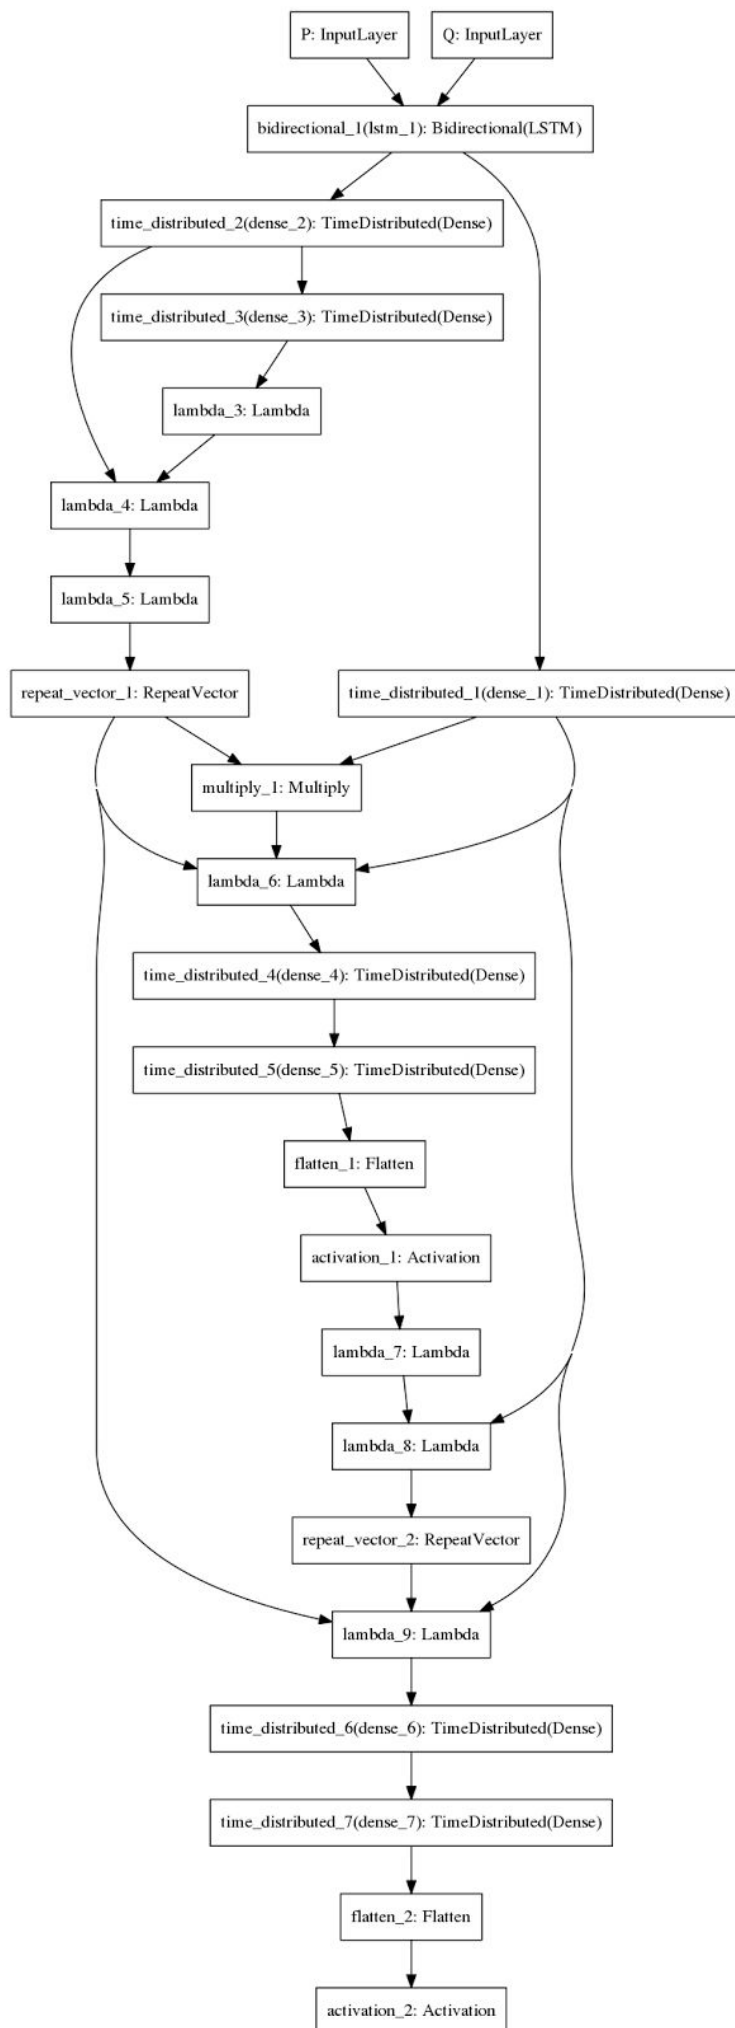 P: InputLayer
Q: InputLayer
bidirectional_1(lstm_1): Bidirectional(LSTM)
time_distributed_2(dense_2): TimeDistributed(Dense)
time_distributed_3(dense_3): TimeDistributed(Dense)
lambda_3: Lambda
lambda_4: Lambda
lambda_5: Lambda
repeat_vector_1: RepeatVector
time_distributed_1(dense_1): TimeDistributed(Dense)
multiply_1: Multiply
lambda_6: Lambda
time_distributed_4(dense_4): TimeDistributed(Dense)
time_distributed_5(dense_5): TimeDistributed(Dense)
flatten_1: Flatten
activation_1: Activation
lambda_7: Lambda
lambda_8: Lambda
repeat_vector_2: RepeatVector
lambda_9: Lambda
time_distributed_6(dense_6): TimeDistributed(Dense)
time_distributed_7(dense_7): TimeDistributed(Dense)
flatten_2: Flatten
activation_2: Activation